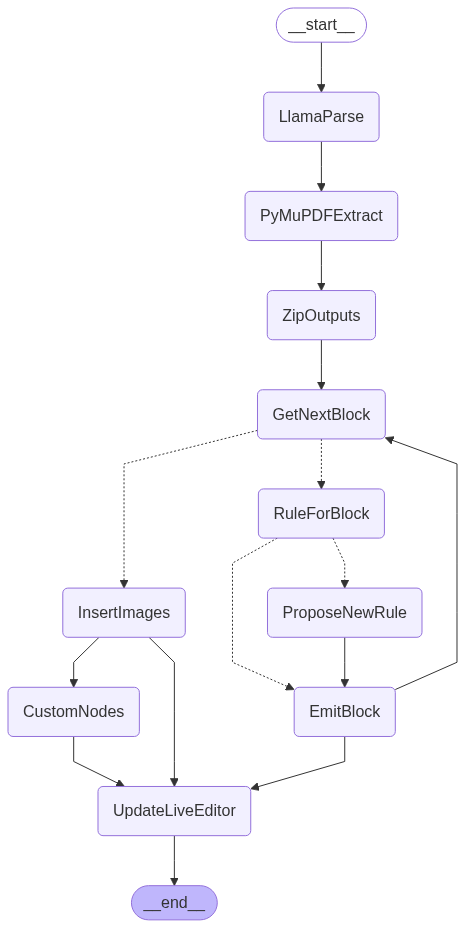 __start__
LlamaParse
PyMuPDFExtract
ZipOutputs
GetNextBlock
RuleForBlock
InsertImages
ProposeNewRule
CustomNodes
EmitBlock
UpdateLiveEditor
__end__